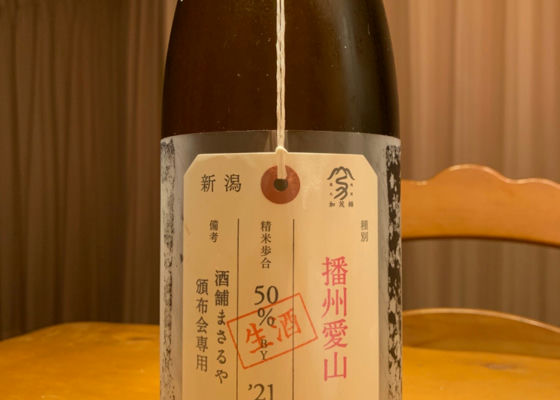 新潟
加茂錦
種別
播州愛山
精米歩合
50%
BY
'21
生酒
備考
酒舗まさるや
頒布会専用